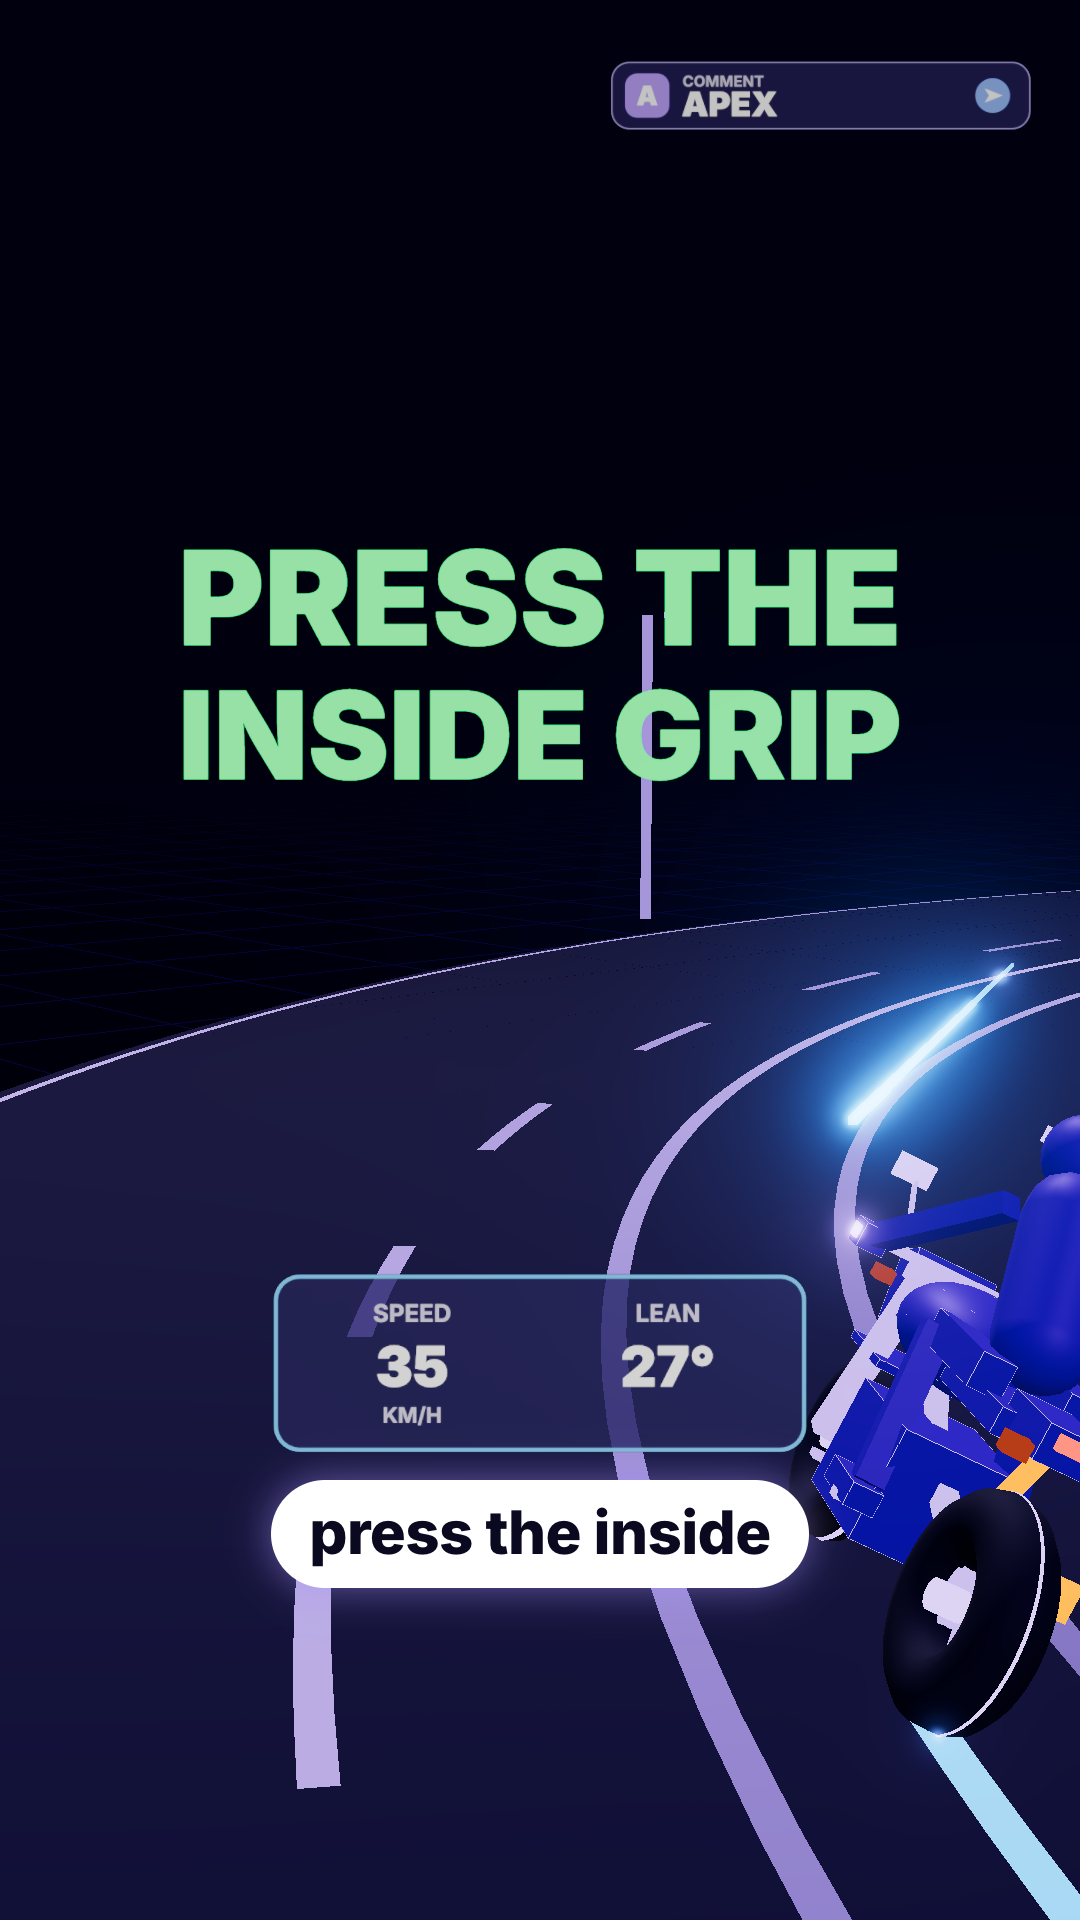 A
COMMENT
APEX
PRESS THE
INSIDE GRIP
SPEED
35
KM/H
LEAN
27°
press the inside